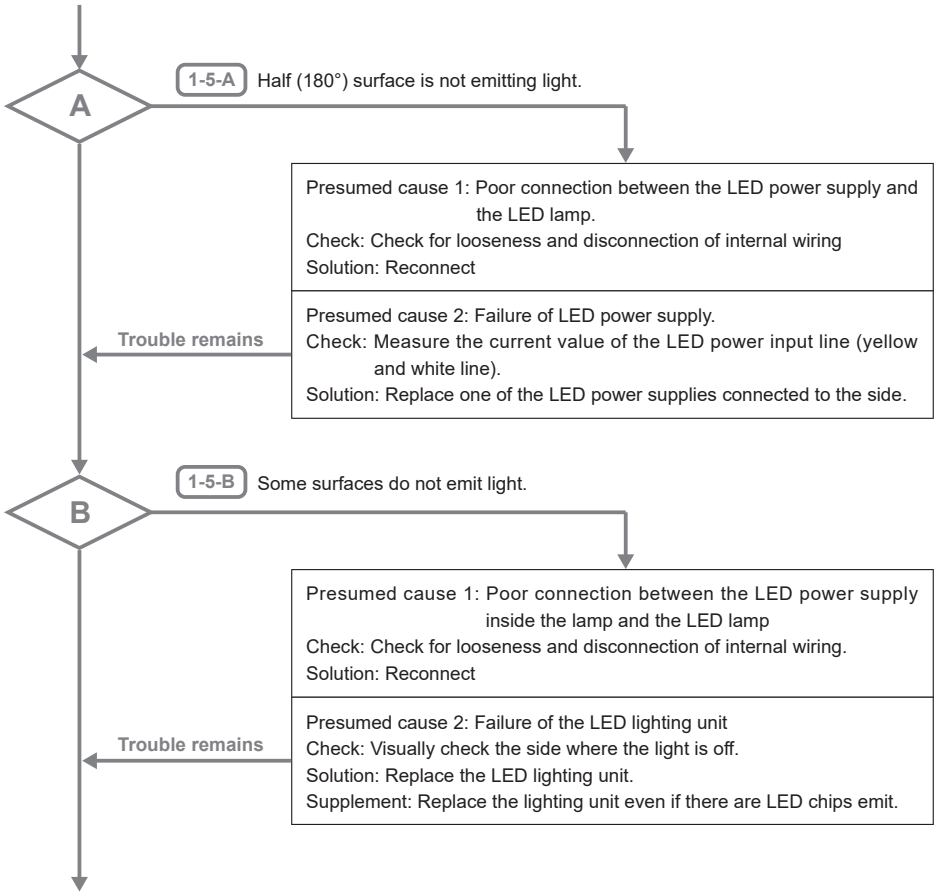 A
1-5-A Half (180°) surface is not emitting light.
Presumed cause 1: Poor connection between the LED power supply and
the LED lamp.
Check: Check for looseness and disconnection of internal wiring
Solution: Reconnect
Presumed cause 2: Failure of LED power supply.
Check: Measure the current value of the LED power input line (yellow
and white line).
Solution: Replace one of the LED power supplies connected to the side.
Trouble remains
B
1-5-B Some surfaces do not emit light.
Presumed cause 1: Poor connection between the LED power supply
inside the lamp and the LED lamp
Check: Check for looseness and disconnection of internal wiring.
Solution: Reconnect
Presumed cause 2: Failure of the LED lighting unit
Check: Visually check the side where the light is off.
Solution: Replace the LED lighting unit.
Supplement: Replace the lighting unit even if there are LED chips emit.
Trouble remains